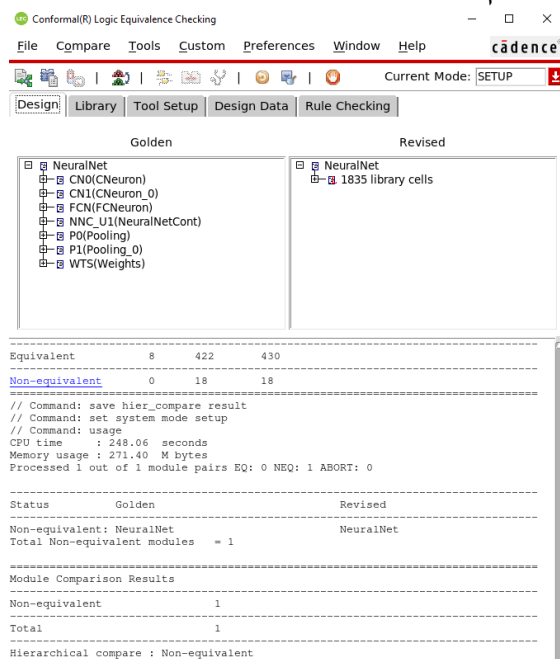 LEC Conformal(R) Logic Equivalence Checking
File Compare Tools Custom Preferences Window Help cādence
Current Mode: SETUP
Design Library Tool Setup Design Data Rule Checking
Golden Revised
NeuralNet NeuralNet
CN0(CNeuron) 1835 library cells
CN1(CNeuron_0)
FCN(FCNeuron)
NNC_U1(NeuralNetCont)
P0(Pooling)
P1(Pooling_0)
WTS(Weights)
--------------------------------------------------------------------------------
Equivalent 8 422 430
--------------------------------------------------------------------------------
Non-equivalent 0 18 18
================================================================================
// Command: save hier_compare result
// Command: set system mode setup
// Command: usage
CPU time : 248.06 seconds
Memory usage : 271.40 M bytes
Processed 1 out of 1 module pairs EQ: 0 NEQ: 1 ABORT: 0
--------------------------------------------------------------------------------
Status Golden Revised
--------------------------------------------------------------------------------
Non-equivalent: NeuralNet NeuralNet
Total Non-equivalent modules = 1
================================================================================
Module Comparison Results
--------------------------------------------------------------------------------
Non-equivalent 1
--------------------------------------------------------------------------------
Total 1
--------------------------------------------------------------------------------
Hierarchical compare : Non-equivalent